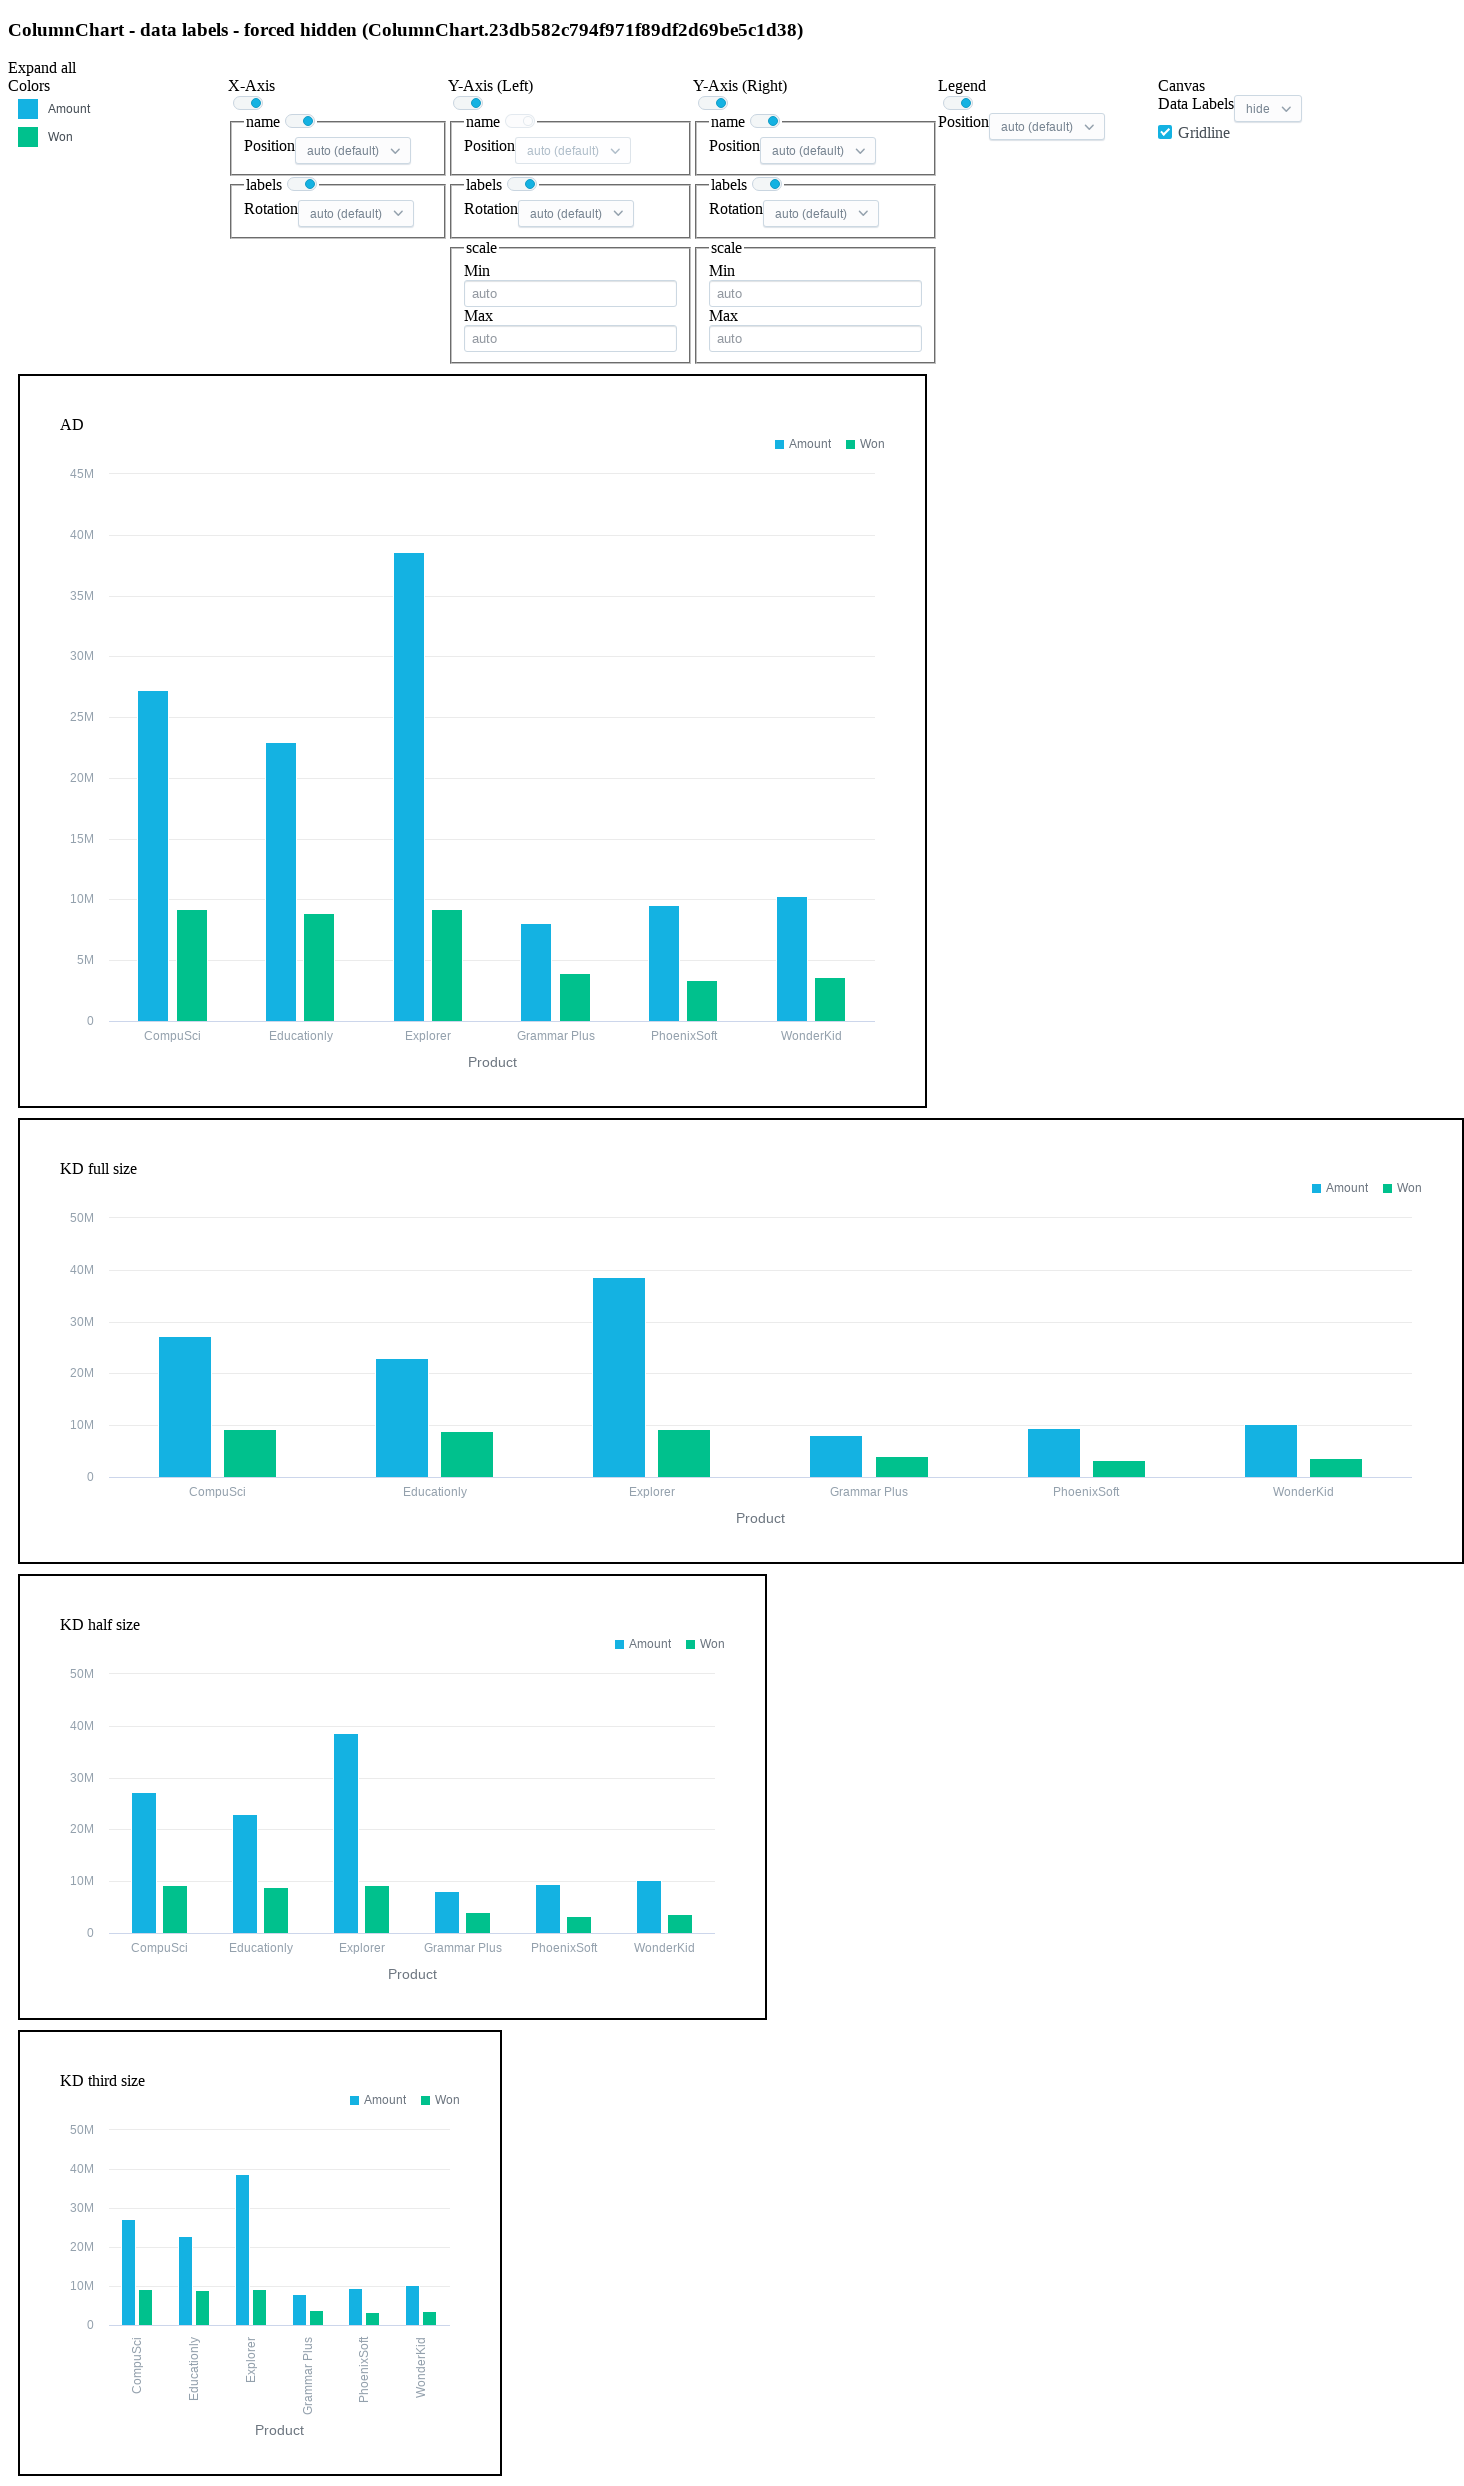 ColumnChart - data labels - forced hidden (ColumnChart.23db582c794f971f89df2d69be5c1d38)
Expand all
Colors
Amount
Won
X-Axis
name
Position auto (default)
labels
Rotation auto (default)
Y-Axis (Left)
name
Position auto (default)
labels
Rotation auto (default)
scale
Min
auto
Max
auto
Y-Axis (Right)
name
Position auto (default)
labels
Rotation auto (default)
scale
Min
auto
Max
auto
Legend
Position auto (default)
Canvas
Data Labels hide
Gridline
AD
Amount Won
45M
40M
35M
30M
25M
20M
15M
10M
5M
0
CompuSci Educationly Explorer Grammar Plus PhoenixSoft WonderKid
Product
KD full size
Amount Won
50M
40M
30M
20M
10M
0
CompuSci Educationly Explorer Grammar Plus PhoenixSoft WonderKid
Product
KD half size
Amount Won
50M
40M
30M
20M
10M
0
CompuSci Educationly Explorer Grammar Plus PhoenixSoft WonderKid
Product
KD third size
Amount Won
50M
40M
30M
20M
10M
0
CompuSci
Educationly
Explorer
Grammar Plus
PhoenixSoft
WonderKid
Product